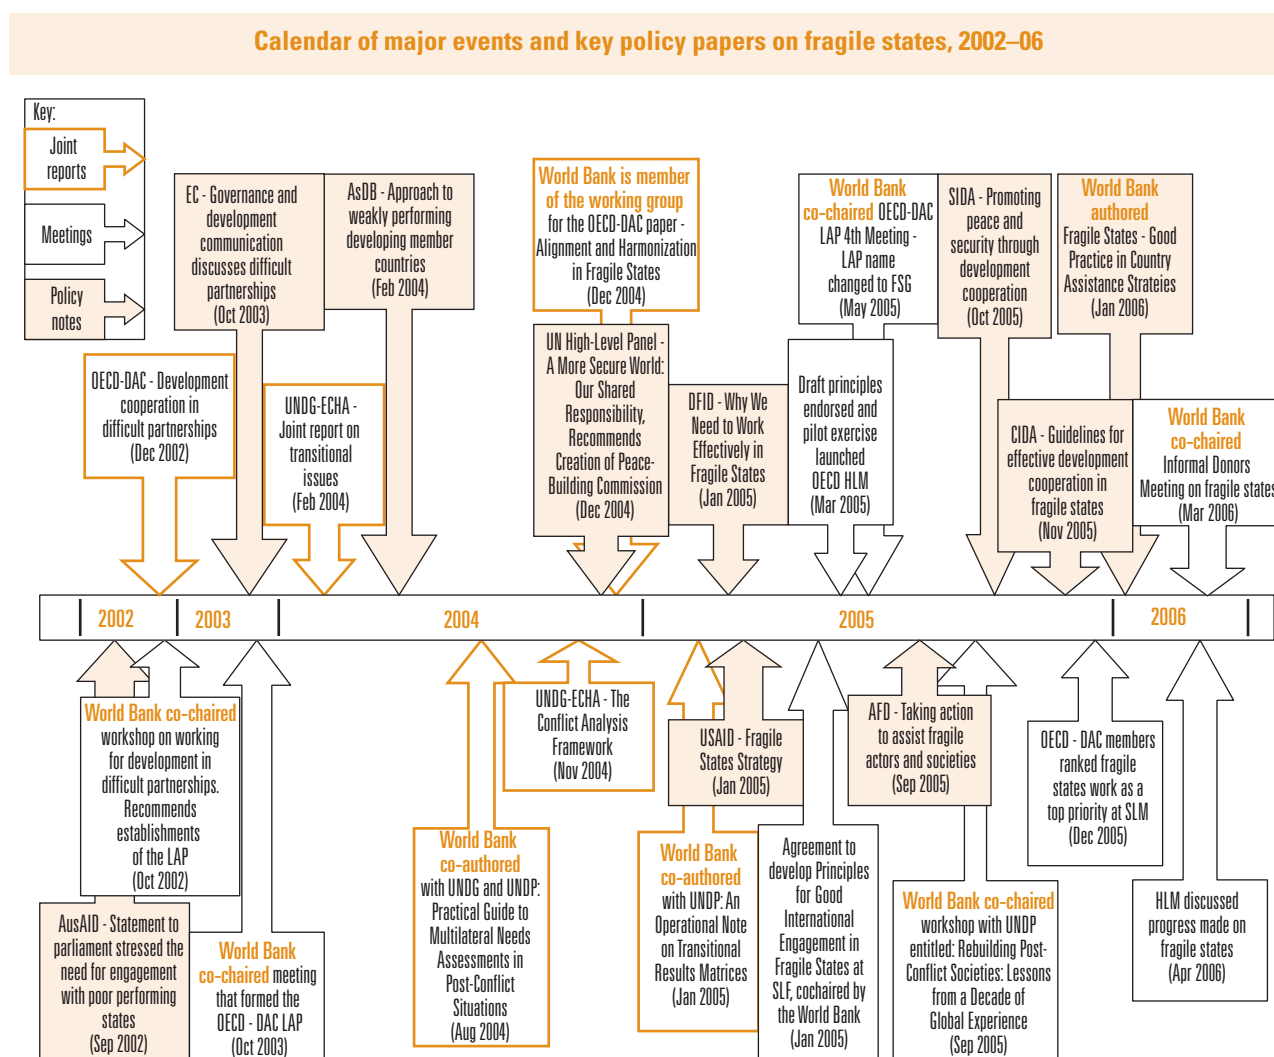 Calendar of major events and key policy papers on fragile states, 2002–06
Key:
Joint
reports
Meetings
Policy
notes
OECD-DAC - Development
cooperation in
difficult partnerships
(Dec 2002)
EC - Governance and
development
communication
discusses difficult
partnerships
(Oct 2003)
UNDG-ECHA -
Joint report on
transitional
issues
(Feb 2004)
AsDB - Approach to
weakly performing
developing member
countries
(Feb 2004)
World Bank is member
of the working group
for the OECD-DAC paper -
Alignment and Harmonization
in Fragile States
(Dec 2004)
UN High-Level Panel -
A More Secure World:
Our Shared
Responsibility,
Recommends
Creation of Peace-
Building Commission
(Dec 2004)
DFID - Why We
Need to Work
Effectively in
Fragile States
(Jan 2005)
World Bank
co-chaired OECD-DAC
LAP 4th Meeting -
LAP name
changed to FSG
(May 2005)
Draft principles
endorsed and
pilot exercise
launched
OECD HLM
(Mar 2005)
SIDA - Promoting
peace and
security through
development
cooperation
(Oct 2005)
CIDA - Guidelines for
effective development
cooperation in
fragile states
(Nov 2005)
World Bank
authored
Fragile States - Good
Practice in Country
Assistance Strateies
(Jan 2006)
World Bank
co-chaired
Informal Donors
Meeting on fragile states
(Mar 2006)
2002
2003
2004
2005
2006
World Bank co-chaired
workshop on working
for development in
difficult partnerships.
Recommends
establishments
of the LAP
(Oct 2002)
AusAID - Statement to
parliament stressed the
need for engagement
with poor performing
states
(Sep 2002)
World Bank
co-chaired meeting
that formed the
OECD - DAC LAP
(Oct 2003)
World Bank
co-authored
with UNDG and UNDP:
Practical Guide to
Multilateral Needs
Assessments in
Post-Conflict
Situations
(Aug 2004)
UNDG-ECHA - The
Conflict Analysis
Framework
(Nov 2004)
USAID - Fragile
States Strategy
(Jan 2005)
World Bank
co-authored
with UNDP: An
Operational Note
on Transitional
Results Matrices
(Jan 2005)
Agreement to
develop Principles
for Good
International
Engagement in
Fragile States at
SLF, cochaired by
the World Bank
(Jan 2005)
AFD - Taking action
to assist fragile
actors and societies
(Sep 2005)
World Bank co-chaired
workshop with UNDP
entitled: Rebuilding Post-
Conflict Societies: Lessons
from a Decade of
Global Experience
(Sep 2005)
OECD - DAC members
ranked fragile
states work as a
top priority at SLM
(Dec 2005)
HLM discussed
progress made on
fragile states
(Apr 2006)